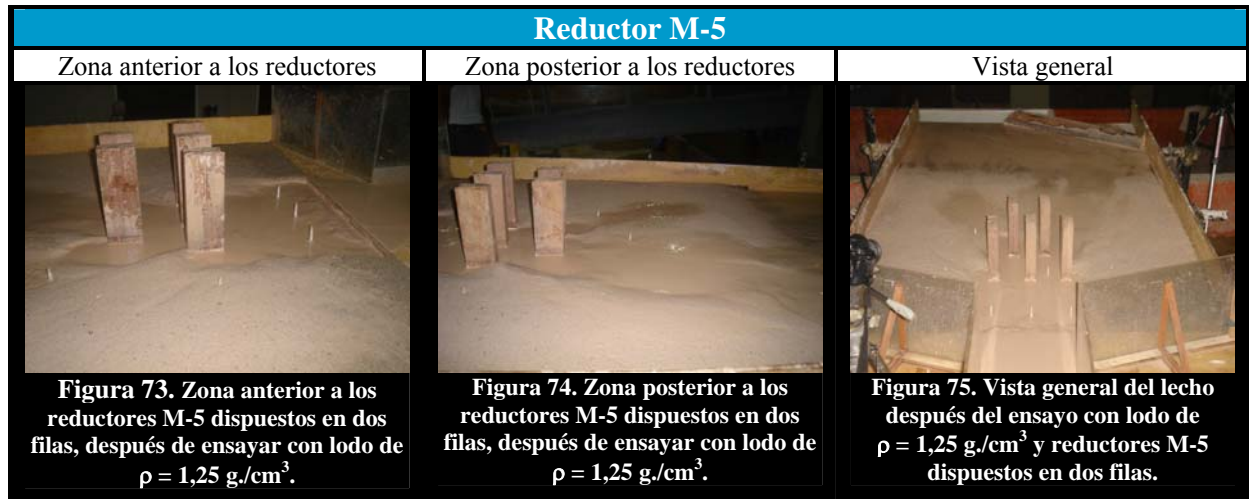 Reductor M-5
Zona anterior a los reductores
Zona posterior a los reductores
Vista general
Figura 73. Zona anterior a los
reductores M-5 dispuestos en dos
filas, después de ensayar con lodo de
ρ = 1,25 g./cm³.
Figura 74. Zona posterior a los
reductores M-5 dispuestos en dos
filas, después de ensayar con lodo de
ρ = 1,25 g./cm³.
Figura 75. Vista general del lecho
después del ensayo con lodo de
ρ = 1,25 g./cm³ y reductores M-5
dispuestos en dos filas.